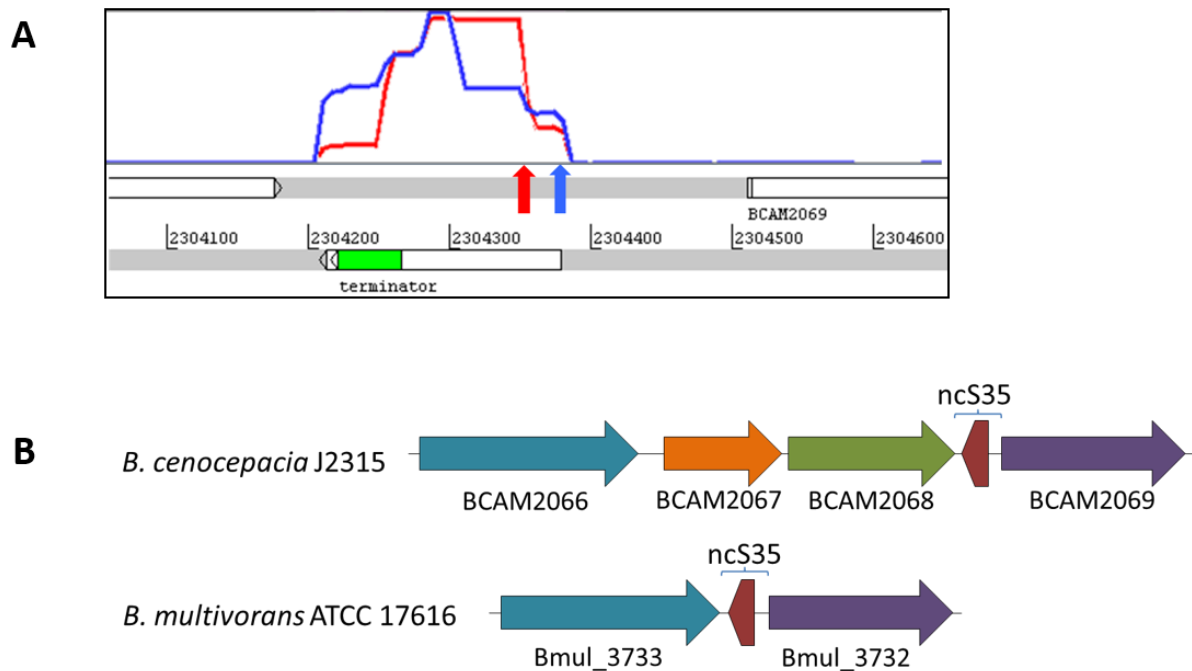 A
BCAM2069
2304100 2304200 2304300 2304400 2304500 2304600
terminator
B
ncS35
B. cenocepacia J2315
BCAM2066 BCAM2067 BCAM2068 BCAM2069
ncS35
B. multivorans ATCC 17616
Bmul_3733 Bmul_3732